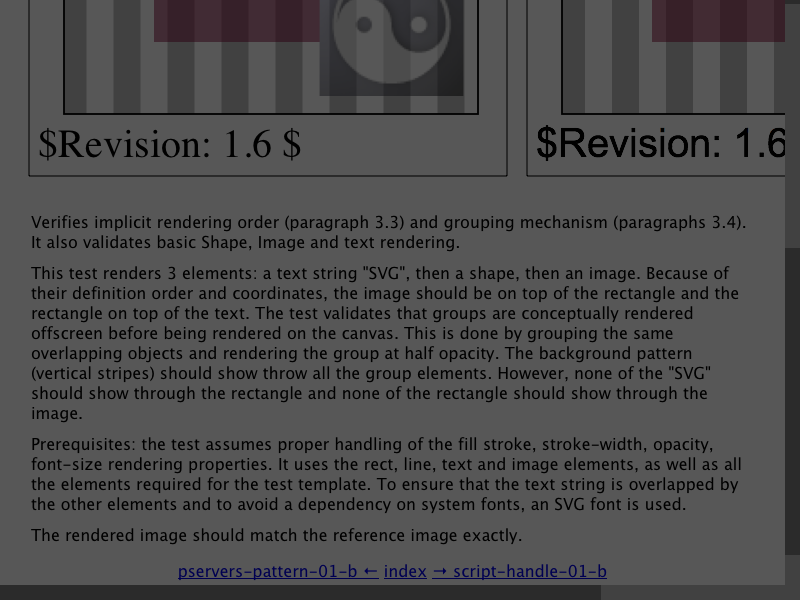 $Revision: 1.6 $
$Revision: 1.6
Verifies implicit rendering order (paragraph 3.3) and grouping mechanism (paragraphs 3.4).
It also validates basic Shape, Image and text rendering.
This test renders 3 elements: a text string "SVG", then a shape, then an image. Because of
their definition order and coordinates, the image should be on top of the rectangle and the
rectangle on top of the text. The test validates that groups are conceptually rendered
offscreen before being rendered on the canvas. This is done by grouping the same
overlapping objects and rendering the group at half opacity. The background pattern
(vertical stripes) should show throw all the group elements. However, none of the "SVG"
should show through the rectangle and none of the rectangle should show through the
image.
Prerequisites: the test assumes proper handling of the fill stroke, stroke-width, opacity,
font-size rendering properties. It uses the rect, line, text and image elements, as well as all
the elements required for the test template. To ensure that the text string is overlapped by
the other elements and to avoid a dependency on system fonts, an SVG font is used.
The rendered image should match the reference image exactly.
pservers-pattern-01-b ← index → script-handle-01-b